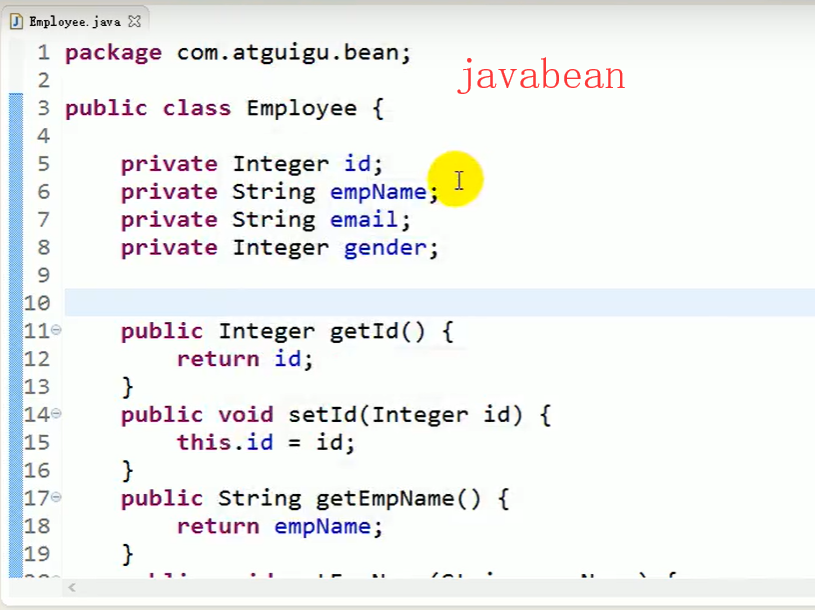 Employee.java
1 package com.atguigu.bean;
javabean
2
3 public class Employee {
4
5 private Integer id;
6 private String empName;
7 private String email;
8 private Integer gender;
9
10
11 public Integer getId() {
12 return id;
13 }
14 public void setId(Integer id) {
15 this.id = id;
16 }
17 public String getEmpName() {
18 return empName;
19 }